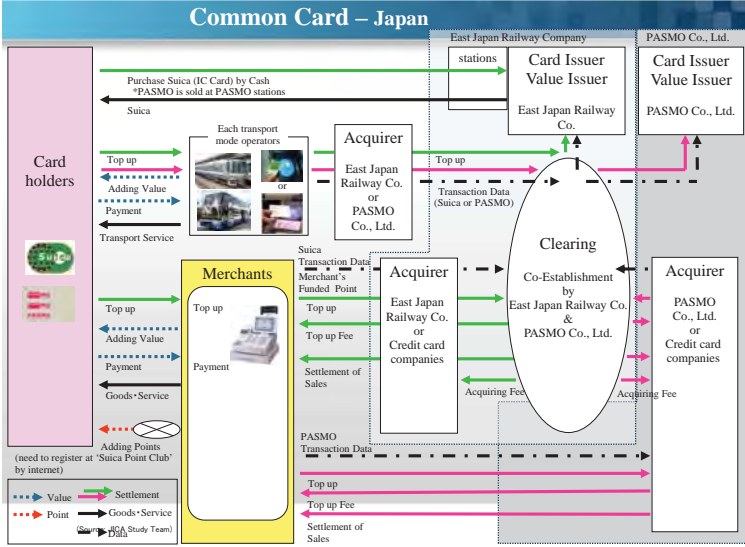 Common Card – Japan
East Japan Railway Company
PASMO Co., Ltd.
stations
Card Issuer
Value Issuer
East Japan Railway
Co.
Card Issuer
Value Issuer
PASMO Co., Ltd.
Purchase Suica (IC Card) by Cash
*PASMO is sold at PASMO stations
Suica
Card
holders
Each transport
mode operators
or
Acquirer
East Japan
Railway Co.
or
PASMO
Co., Ltd.
Top up
Adding Value
Payment
Transport Service
Top up
Transaction Data
(Suica or PASMO)
Clearing
Co-Establishment
by
East Japan Railway Co.
&
PASMO Co., Ltd.
Suica
Merchants
Top up
Payment
Suica
Transaction Data
Merchant's
Funded Point
Top up
Top up Fee
Settlement of
Sales
Acquirer
East Japan
Railway Co.
or
Credit card
companies
Acquirer
PASMO
Co., Ltd.
or
Credit card
companies
Top up
Adding Value
Payment
Goods・Service
Adding Points
Acquiring Fee
Acquiring Fee
(need to register at 'Suica Point Club'
by internet)
PASMO
Transaction Data
Top up
Top up Fee
Settlement of
Sales
Value
Settlement
Point
Goods・Service
Data
(Source: JICA Study Team)